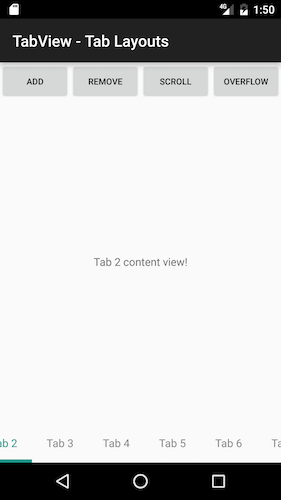 4G 1:50
TabView - Tab Layouts
ADD REMOVE SCROLL OVERFLOW
Tab 2 content view!
ab 2 Tab 3 Tab 4 Tab 5 Tab 6 Ta